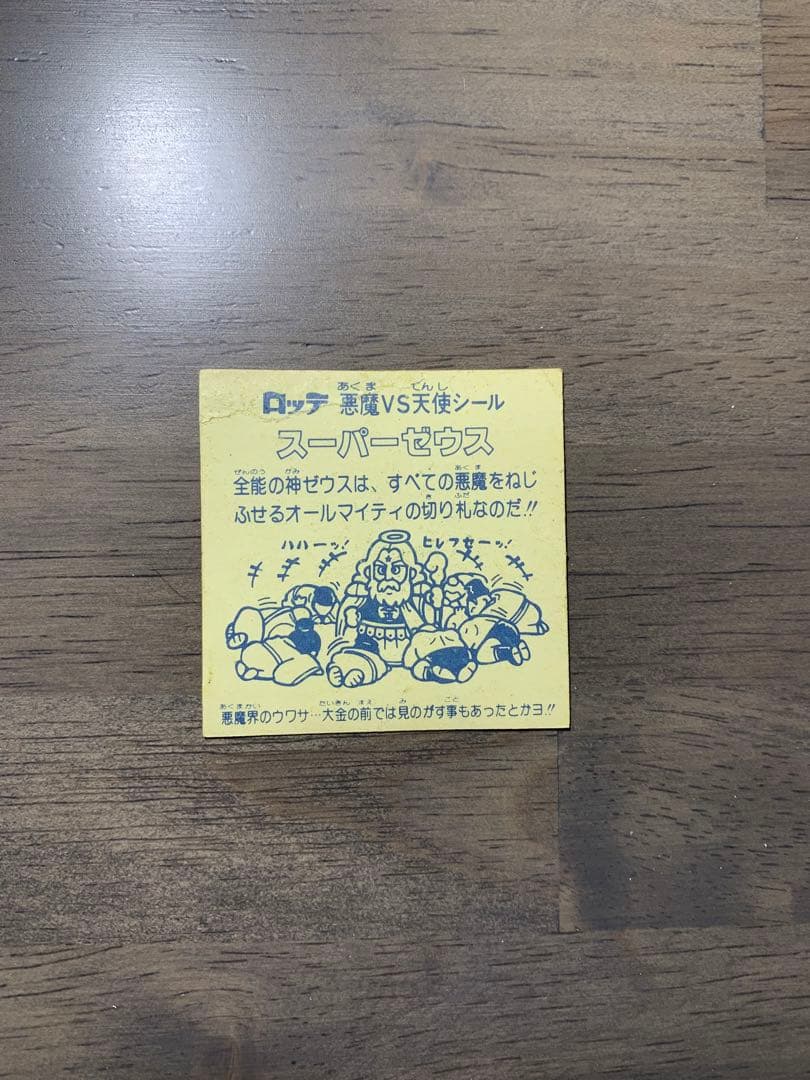 ロッテ 悪魔VS天使シール
スーパーゼウス
全能の神ゼウスは、すべての悪魔をねじ
ふせるオールマイティの切り札なのだ!!
ハハーッ! ヒレフセーッ!
悪魔界のウワサ…大金の前では見のがす事もあったとかヨ!!